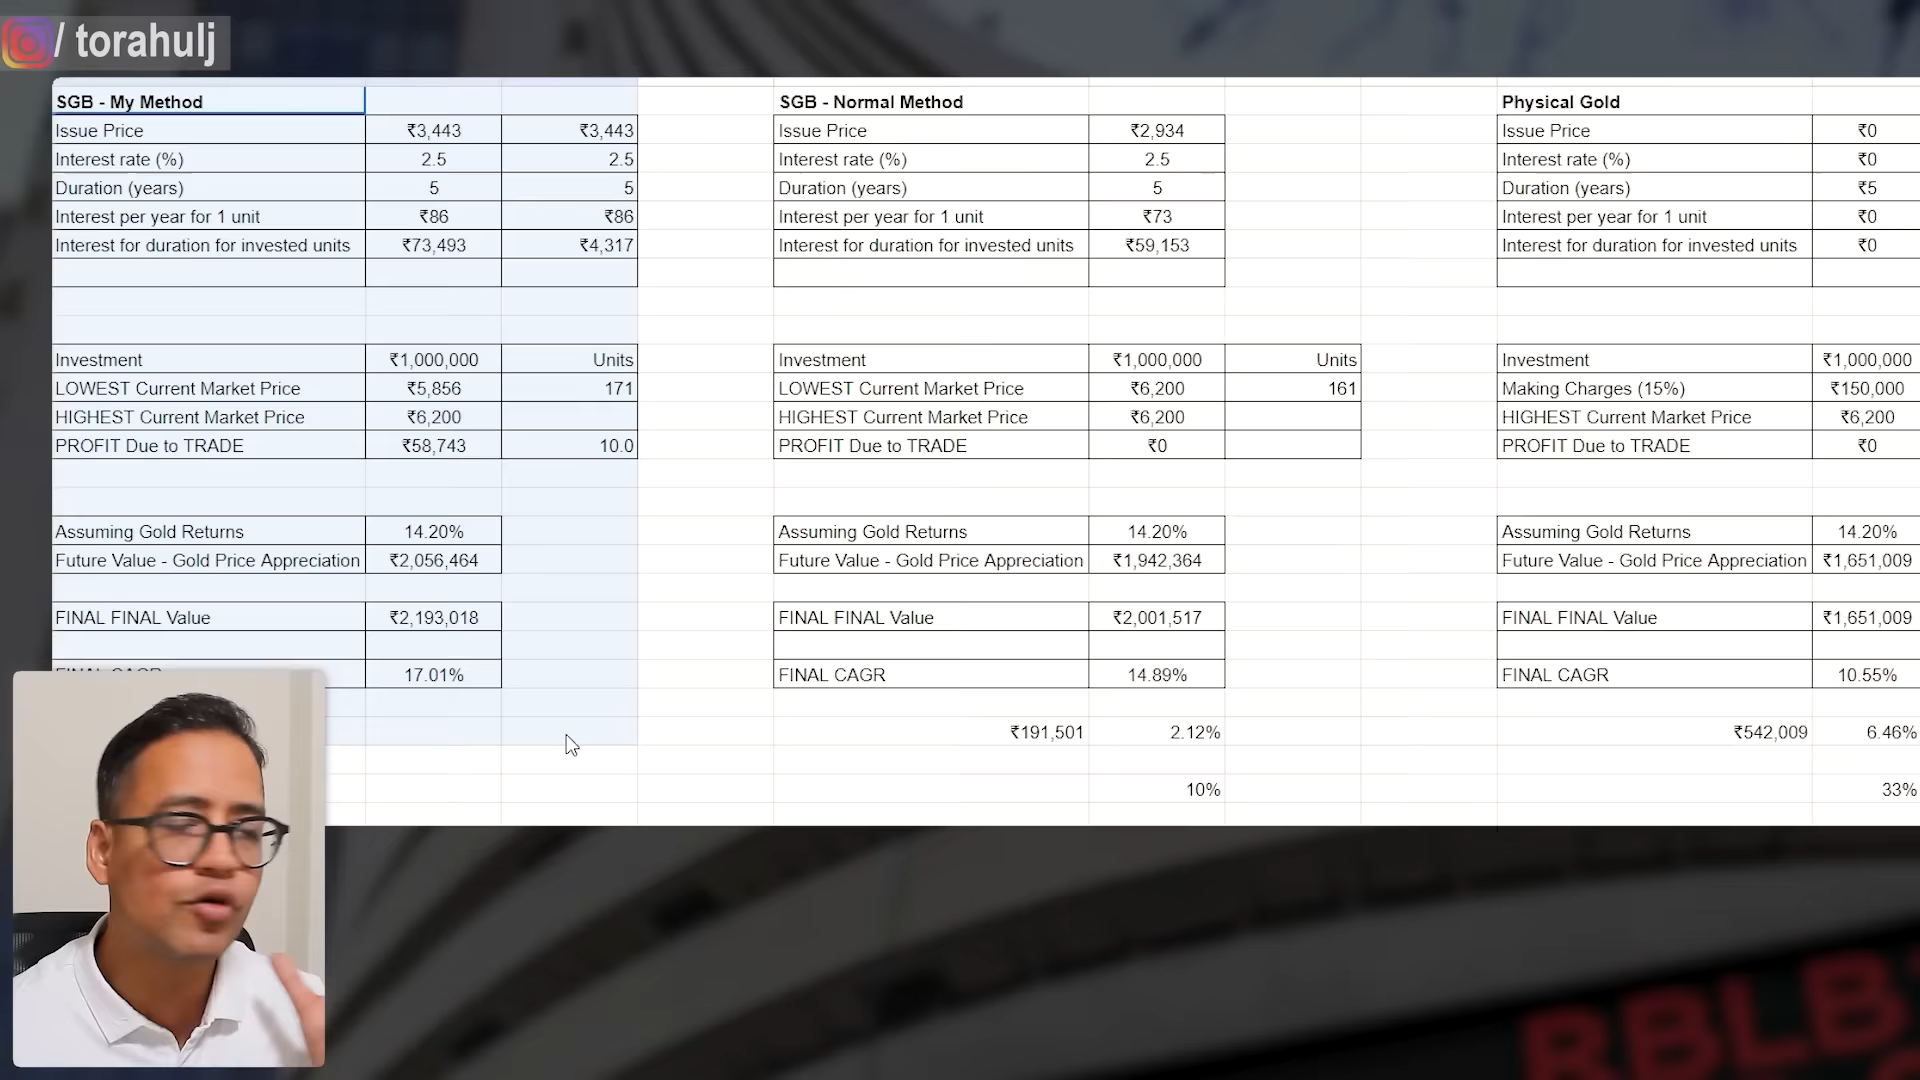 / torahulj
SGB - My Method
Issue Price ₹3,443 ₹3,443
Interest rate (%) 2.5 2.5
Duration (years) 5 5
Interest per year for 1 unit ₹86 ₹86
Interest for duration for invested units ₹73,493 ₹4,317
Investment ₹1,000,000 Units
LOWEST Current Market Price ₹5,856 171
HIGHEST Current Market Price ₹6,200
PROFIT Due to TRADE ₹58,743 10.0
Assuming Gold Returns 14.20%
Future Value - Gold Price Appreciation ₹2,056,464
FINAL FINAL Value ₹2,193,018
FINAL CAGR 17.01%
SGB - Normal Method
Issue Price ₹2,934
Interest rate (%) 2.5
Duration (years) 5
Interest per year for 1 unit ₹73
Interest for duration for invested units ₹59,153
Investment ₹1,000,000 Units
LOWEST Current Market Price ₹6,200 161
HIGHEST Current Market Price ₹6,200
PROFIT Due to TRADE ₹0
Assuming Gold Returns 14.20%
Future Value - Gold Price Appreciation ₹1,942,364
FINAL FINAL Value ₹2,001,517
FINAL CAGR 14.89%
₹191,501 2.12%
10%
Physical Gold
Issue Price ₹0
Interest rate (%) ₹0
Duration (years) ₹5
Interest per year for 1 unit ₹0
Interest for duration for invested units ₹0
Investment ₹1,000,000
Making Charges (15%) ₹150,000
HIGHEST Current Market Price ₹6,200
PROFIT Due to TRADE ₹0
Assuming Gold Returns 14.20%
Future Value - Gold Price Appreciation ₹1,651,009
FINAL FINAL Value ₹1,651,009
FINAL CAGR 10.55%
₹542,009 6.46%
33%
RBLB